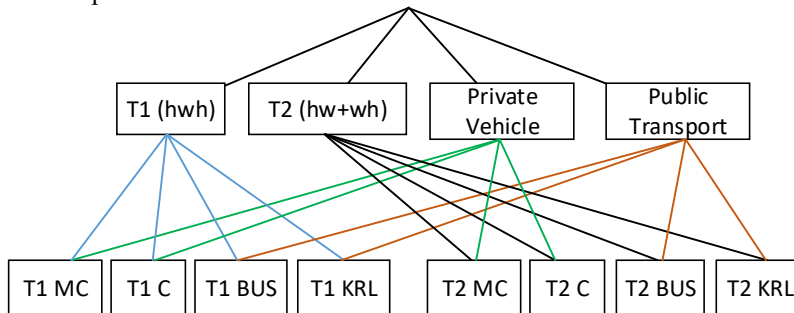 T1 (hwh)
T2 (hw+wh)
Private
Vehicle
Public
Transport
T1 MC
T1 C
T1 BUS
T1 KRL
T2 MC
T2 C
T2 BUS
T2 KRL